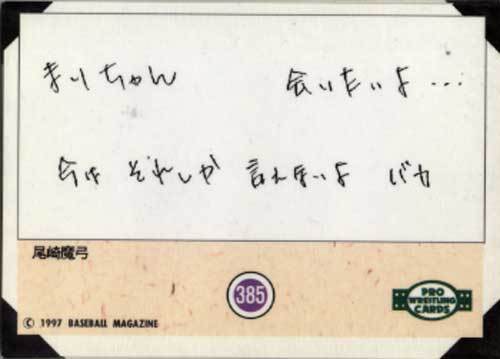 まりちゃん 会いたいよ…
今は それしか 言えないよ バカ
尾崎魔弓
385
PRO WRESTLING CARDS
© 1997 BASEBALL MAGAZINE